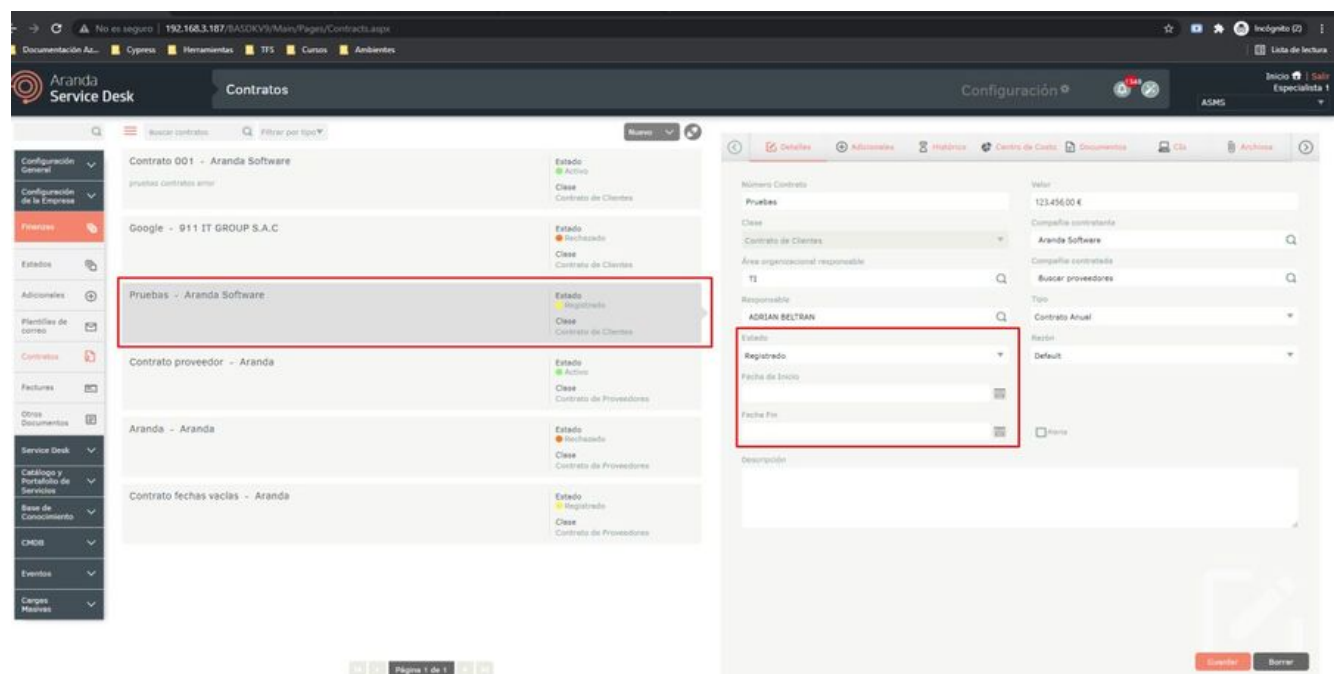 No es seguro | 192.168.3.187/BASDKV9/Main/Pages/Contracts.aspx
Incógnito (2)
Documentación Az... Cypress Herramientas TFS Cursos Ambientes
Lista de lectura
Aranda
Service Desk
Contratos
Configuración
Inicio | Salir
Especialista 1
ASMS
Buscar contratos
Filtrar por tipo
Nuevo
Configuración
General
Configuración
de la Empresa
Finanzas
Estados
Adicionales
Plantillas de
correo
Contratos
Facturas
Otros
Documentos
Service Desk
Catálogo y
Portafolio de
Servicios
Base de
Conocimiento
CMDB
Eventos
Cargas
Masivas
Contrato 001 - Aranda Software
pruebas contratos error
Estado
Activo
Clase
Contrato de Clientes
Google - 911 IT GROUP S.A.C
Estado
Rechazado
Clase
Contrato de Clientes
Pruebas - Aranda Software
Estado
Registrado
Clase
Contrato de Clientes
Contrato proveedor - Aranda
Estado
Activo
Clase
Contrato de Proveedores
Aranda - Aranda
Estado
Rechazado
Clase
Contrato de Proveedores
Contrato fechas vacías - Aranda
Estado
Registrado
Clase
Contrato de Proveedores
Página 1 de 1
Detalles Adicionales Histórico Centro de Costo Documentos CIs Archivos
Número Contrato
Pruebas
Valor
123.456,00 €
Clase
Contrato de Clientes
Compañía contratante
Aranda Software
Área organizacional responsable
TI
Compañía contratada
Buscar proveedores
Responsable
ADRIAN BELTRAN
Tipo
Contrato Anual
Estado
Registrado
Razón
Default
Fecha de Inicio
Fecha Fin
Alerta
Descripción
Guardar Borrar